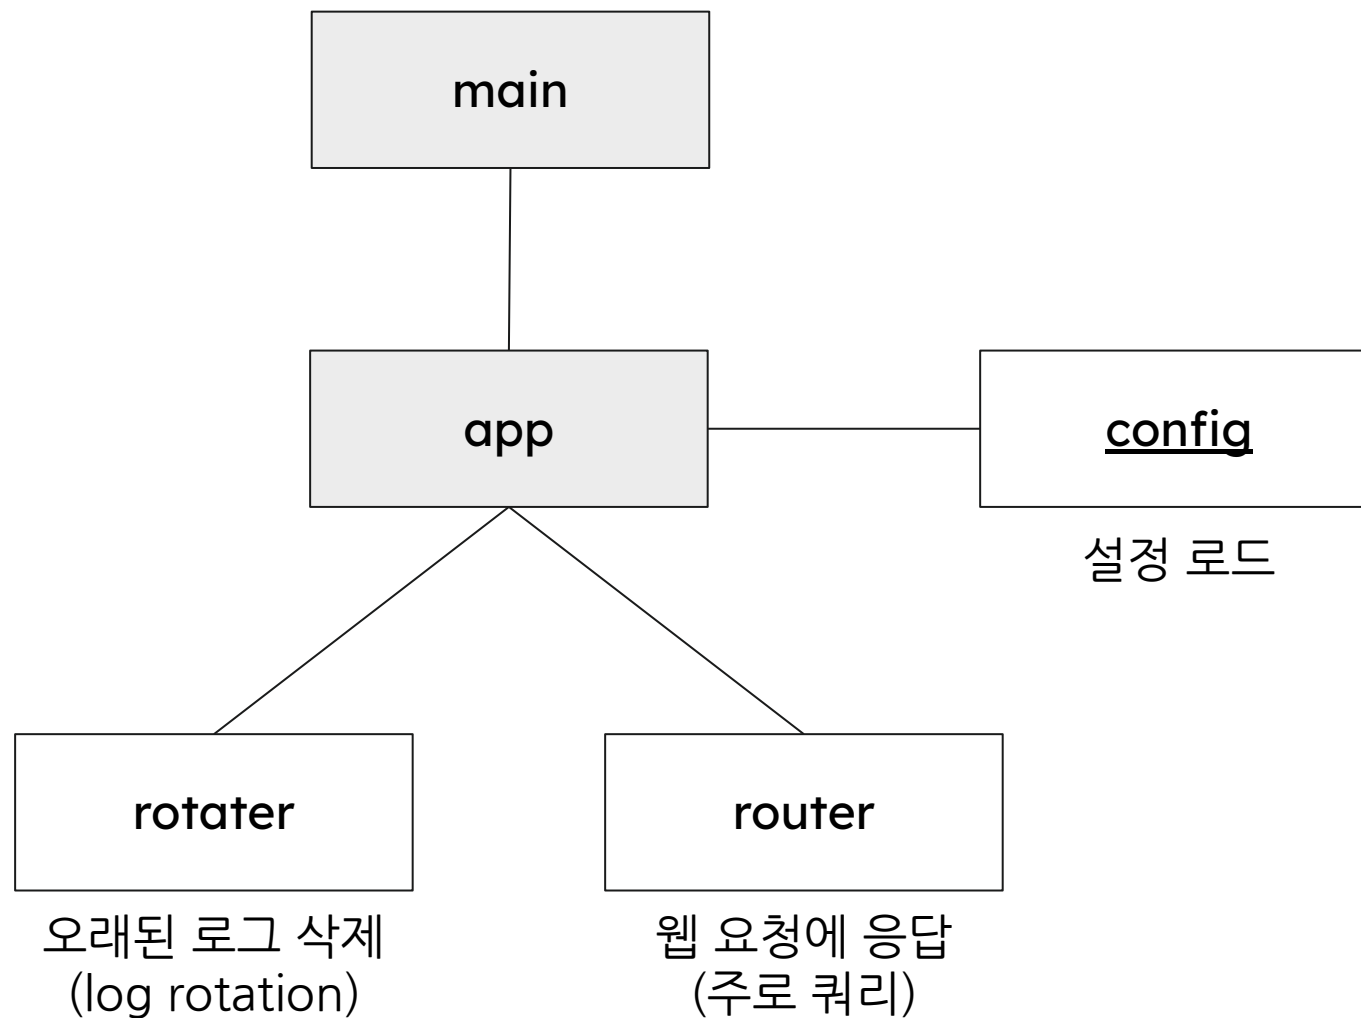 main
app
config
설정 로드
rotater
router
오래된 로그 삭제
(log rotation)
웹 요청에 응답
(주로 쿼리)